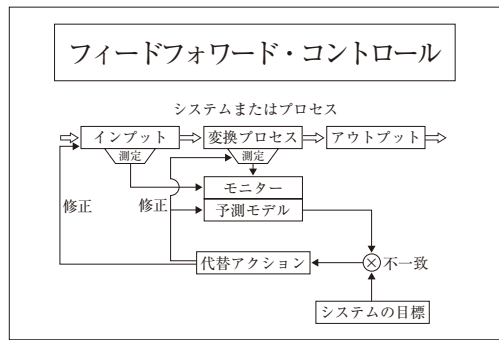 フィードフォワード・コントロール
システムまたはプロセス
インプット
変換プロセス
アウトプット
測定
測定
モニター
修正
修正
予測モデル
代替アクション
不一致
システムの目標